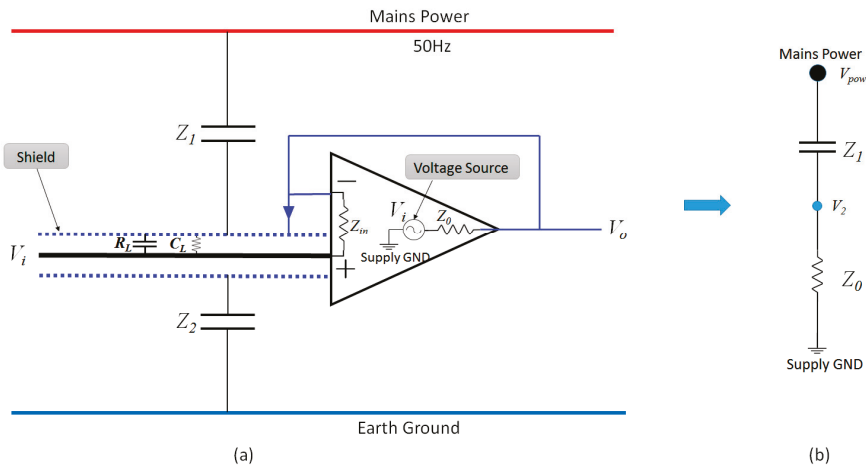 Mains Power
50Hz
Z1
Shield
Voltage Source
Vi
Z0
Zin
Supply GND
RL
CL
Vi
Vo
Z2
Earth Ground
(a)
Mains Power
Vpow
Z1
V2
Z0
Supply GND
(b)